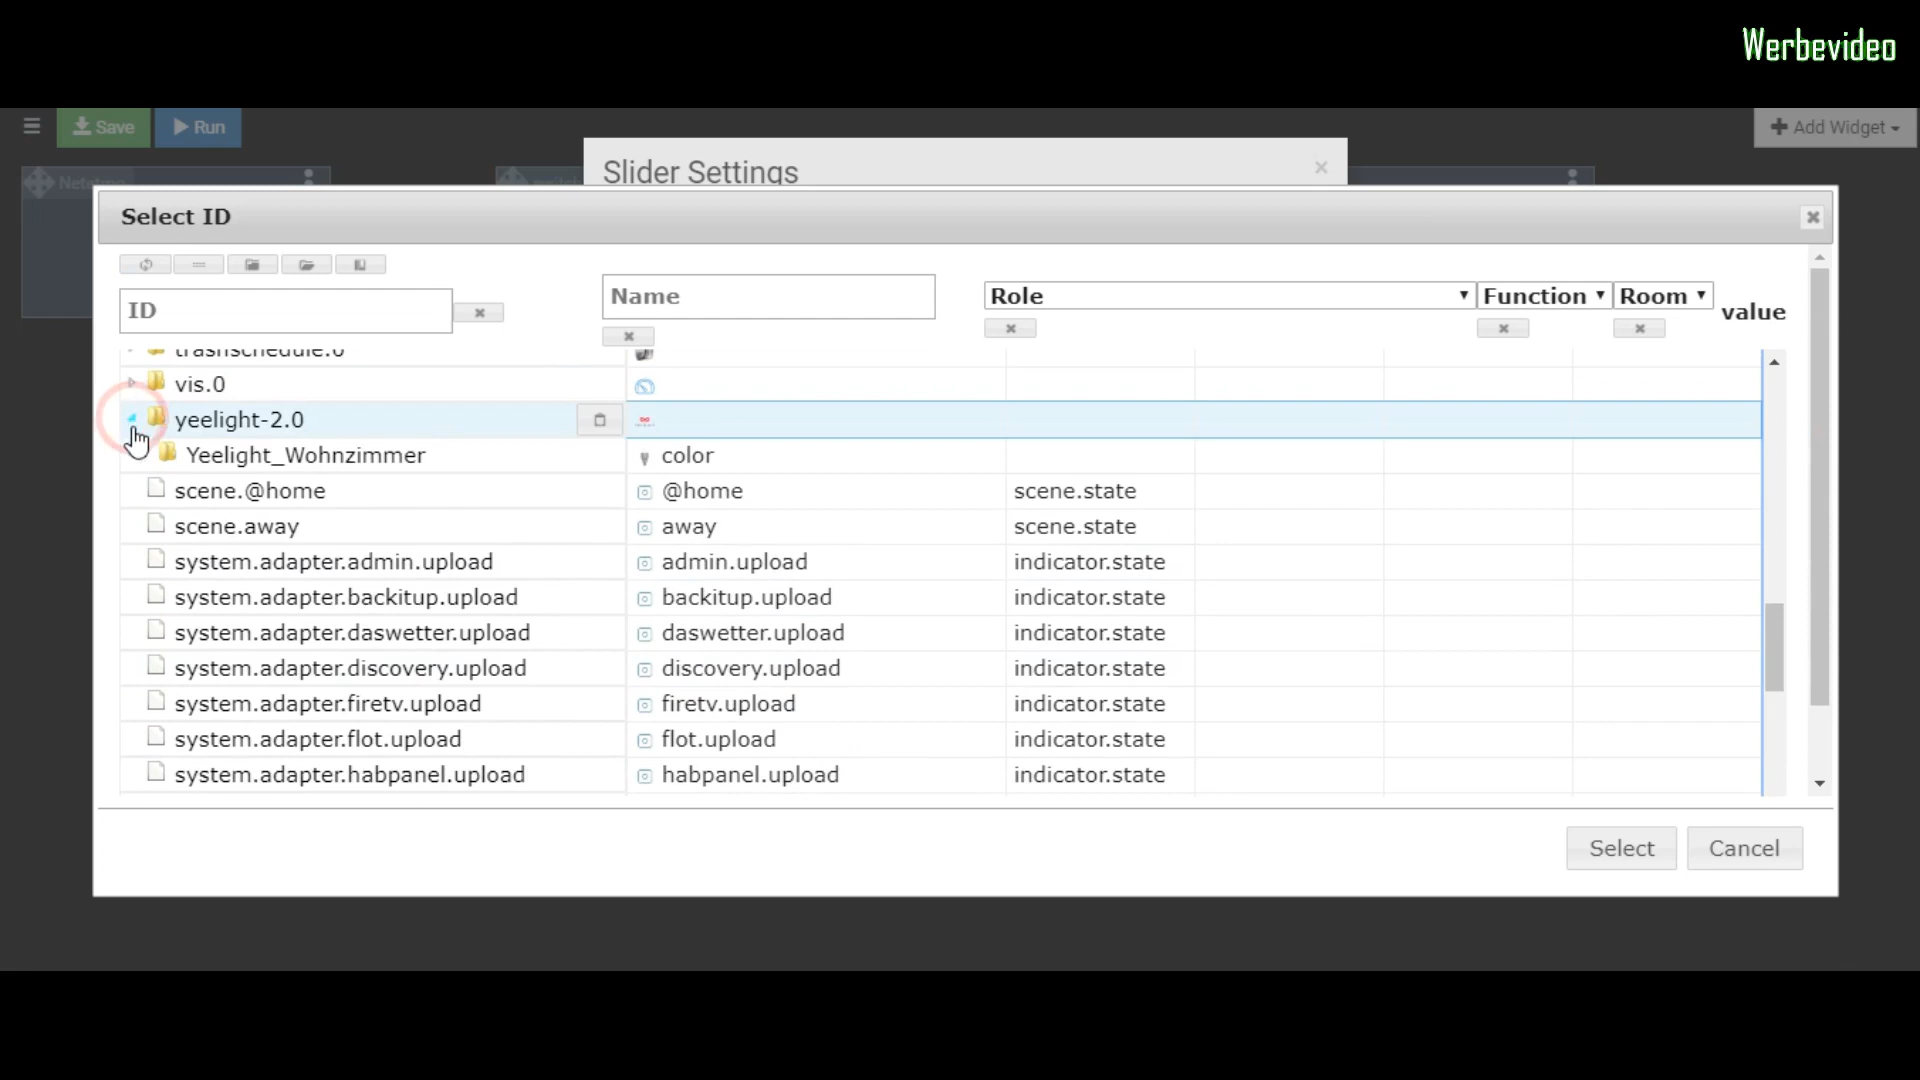 Werbevideo
Save
Run
Add Widget
Slider Settings
Select ID
ID
Name
Role
Function
Room
value
trashschedule.0
vis.0
yeelight-2.0
Yeelight_Wohnzimmer color
scene.@home @home scene.state
scene.away away scene.state
system.adapter.admin.upload admin.upload indicator.state
system.adapter.backitup.upload backitup.upload indicator.state
system.adapter.daswetter.upload daswetter.upload indicator.state
system.adapter.discovery.upload discovery.upload indicator.state
system.adapter.firetv.upload firetv.upload indicator.state
system.adapter.flot.upload flot.upload indicator.state
system.adapter.habpanel.upload habpanel.upload indicator.state
Select
Cancel